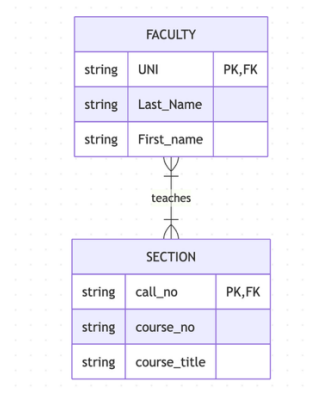 FACULTY
string UNI PK,FK
string Last_Name
string First_name
teaches
SECTION
string call_no PK,FK
string course_no
string course_title